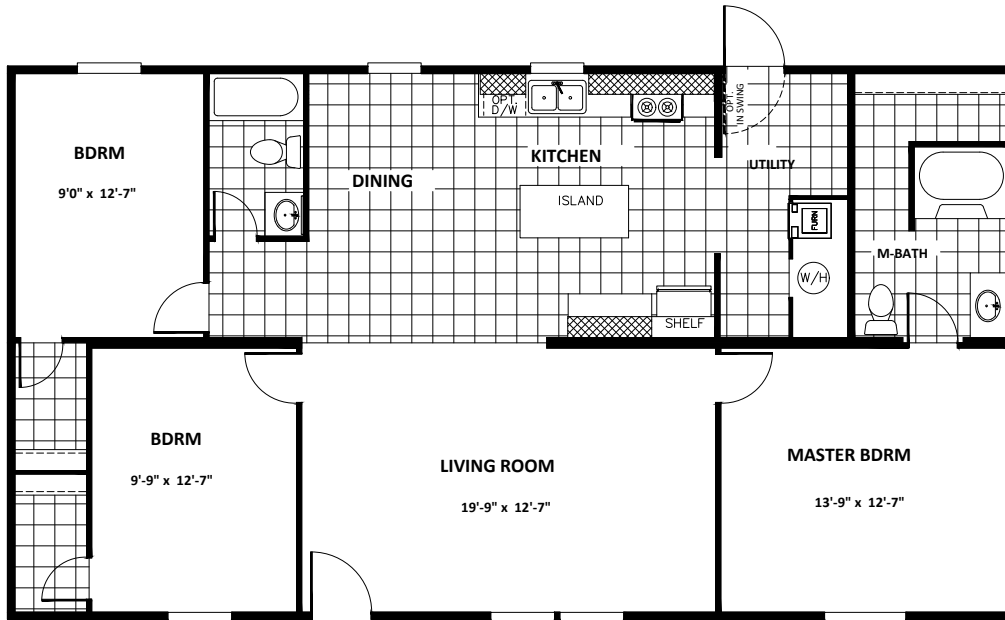 OPT.
IN SWING
OPT.
D/W
BDRM
9'0" x 12'-7"
KITCHEN
DINING
UTILITY
ISLAND
FURN
W/H
M-BATH
SHELF
BDRM
9'-9" x 12'-7"
LIVING ROOM
19'-9" x 12'-7"
MASTER BDRM
13'-9" x 12'-7"